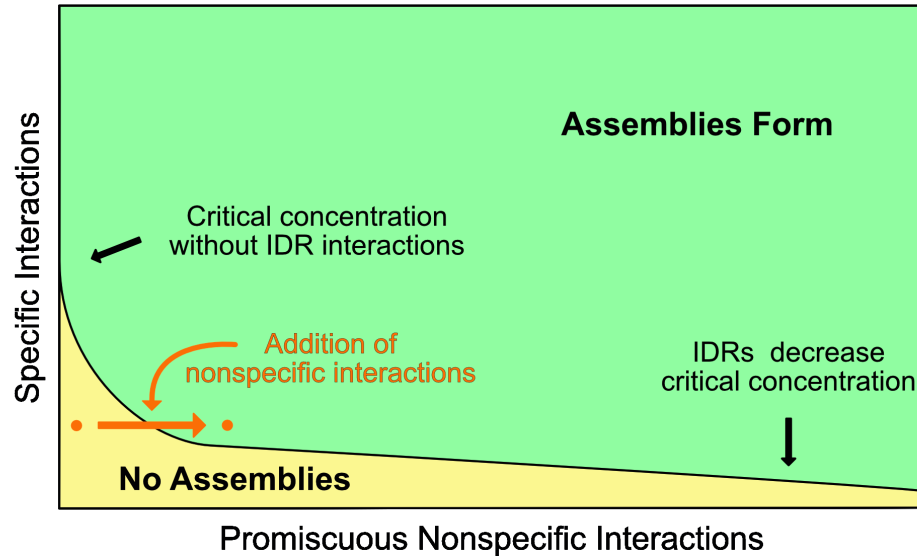 Assemblies Form
Specific Interactions
Critical concentration
without IDR interactions
Addition of
nonspecific interactions
IDRs decrease
critical concentration
No Assemblies
Promiscuous Nonspecific Interactions